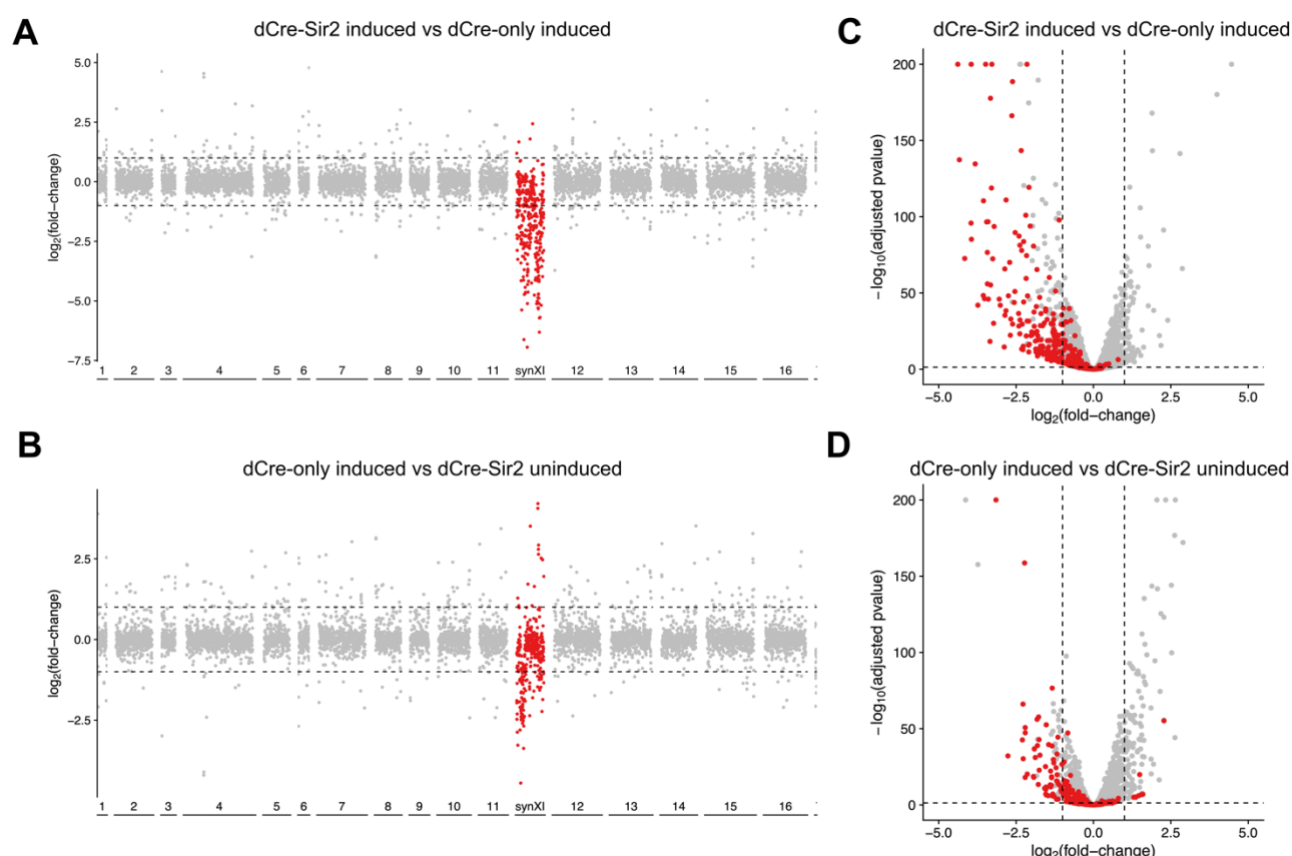 A
dCre-Sir2 induced vs dCre-only induced
log2(fold−change)
5.0
2.5
0.0
−2.5
−5.0
−7.5
1 2 3 4 5 6 7 8 9 10 11 synXI 12 13 14 15 16
B
dCre-only induced vs dCre-Sir2 uninduced
log2(fold−change)
2.5
0.0
−2.5
1 2 3 4 5 6 7 8 9 10 11 synXI 12 13 14 15 16
C
dCre-Sir2 induced vs dCre-only induced
−log10(adjusted pvalue)
200
150
100
50
0
−5.0 −2.5 0.0 2.5 5.0
log2(fold−change)
D
dCre-only induced vs dCre-Sir2 uninduced
−log10(adjusted pvalue)
200
150
100
50
0
−5.0 −2.5 0.0 2.5 5.0
log2(fold−change)